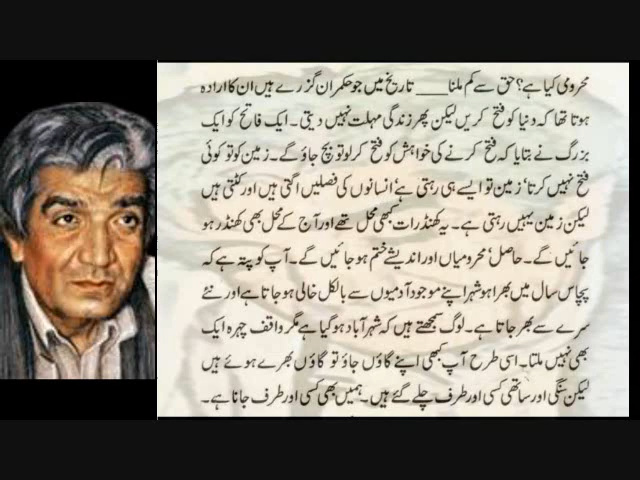 محرومی کیا ہے؟ حق سے کم ملنا ___ تاریخ میں جو حکمران گزرے ہیں ان کا ارادہ
ہوتا تھا کہ دنیا کو فتح کریں لیکن پھر زندگی مہلت نہیں دیتی ۔ ایک فاتح کو ایک
بزرگ نے بتایا کہ فتح کرنے کی خواہش کو فتح کر لو تو بچ جاؤ گے ۔ زمین کو تو کوئی
فتح نہیں کرتا' زمین تو ایسے ہی رہتی ہے' انسانوں کی فصلیں اگتی ہیں اور کٹتی ہیں
لیکن زمین یہیں رہتی ہے ۔ یہ کھنڈرات کبھی محل تھے اور آج کے محل بھی کھنڈر ہو
جائیں گے ۔ حاصل' محرومیاں اور اندیشے ختم ہو جائیں گے ۔ آپ کو پتہ ہے کہ
پچاس سال میں بھرا ہوا شہر اپنے موجود آدمیوں سے بالکل خالی ہو جاتا ہے اور نئے
سرے سے بھر جاتا ہے ۔ لوگ سمجھتے ہیں کہ شہر آباد ہو گیا ہے مگر واقف چہرہ ایک
بھی نہیں ملتا ۔ اسی طرح آپ کبھی اپنے گاؤں جاؤ تو گاؤں بھرے ہوئے ہیں
لیکن سنگی اور ساتھی کسی اور طرف چلے گئے ہیں ۔ ہمیں بھی کسی اور طرف جانا ہے ۔